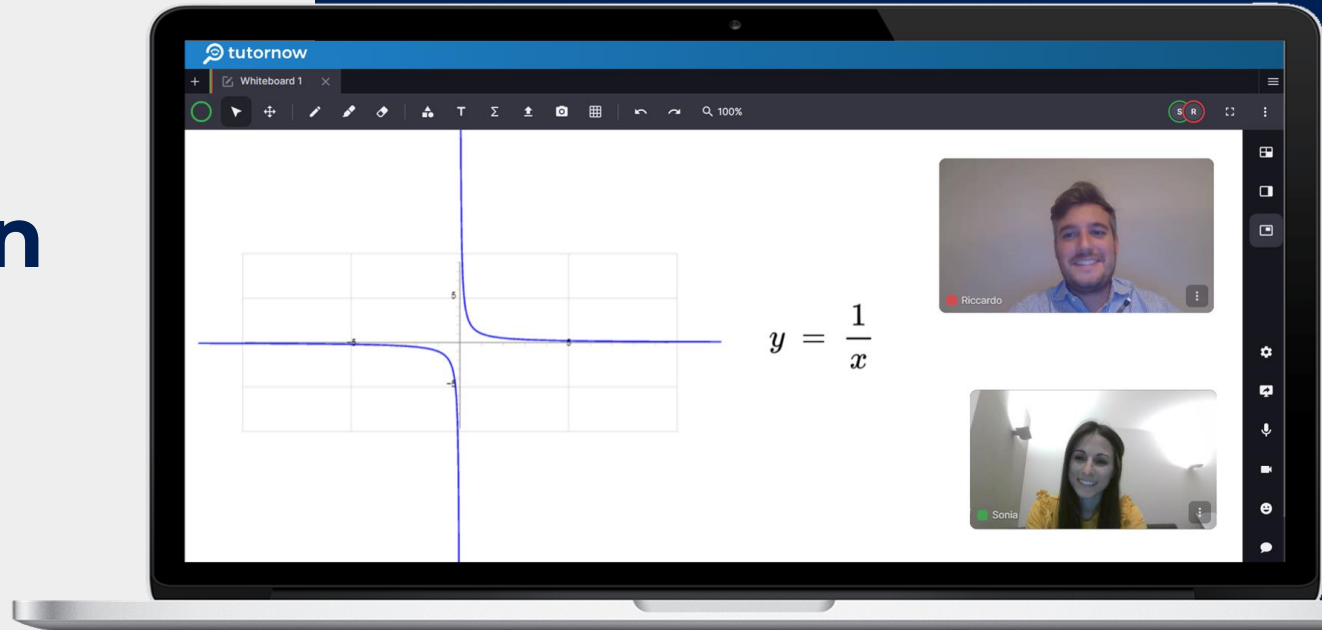 tutornow
Whiteboard 1
T Σ 100%
S R
n
5
-5 5
-5
y = 1/x
Riccardo
Sonia